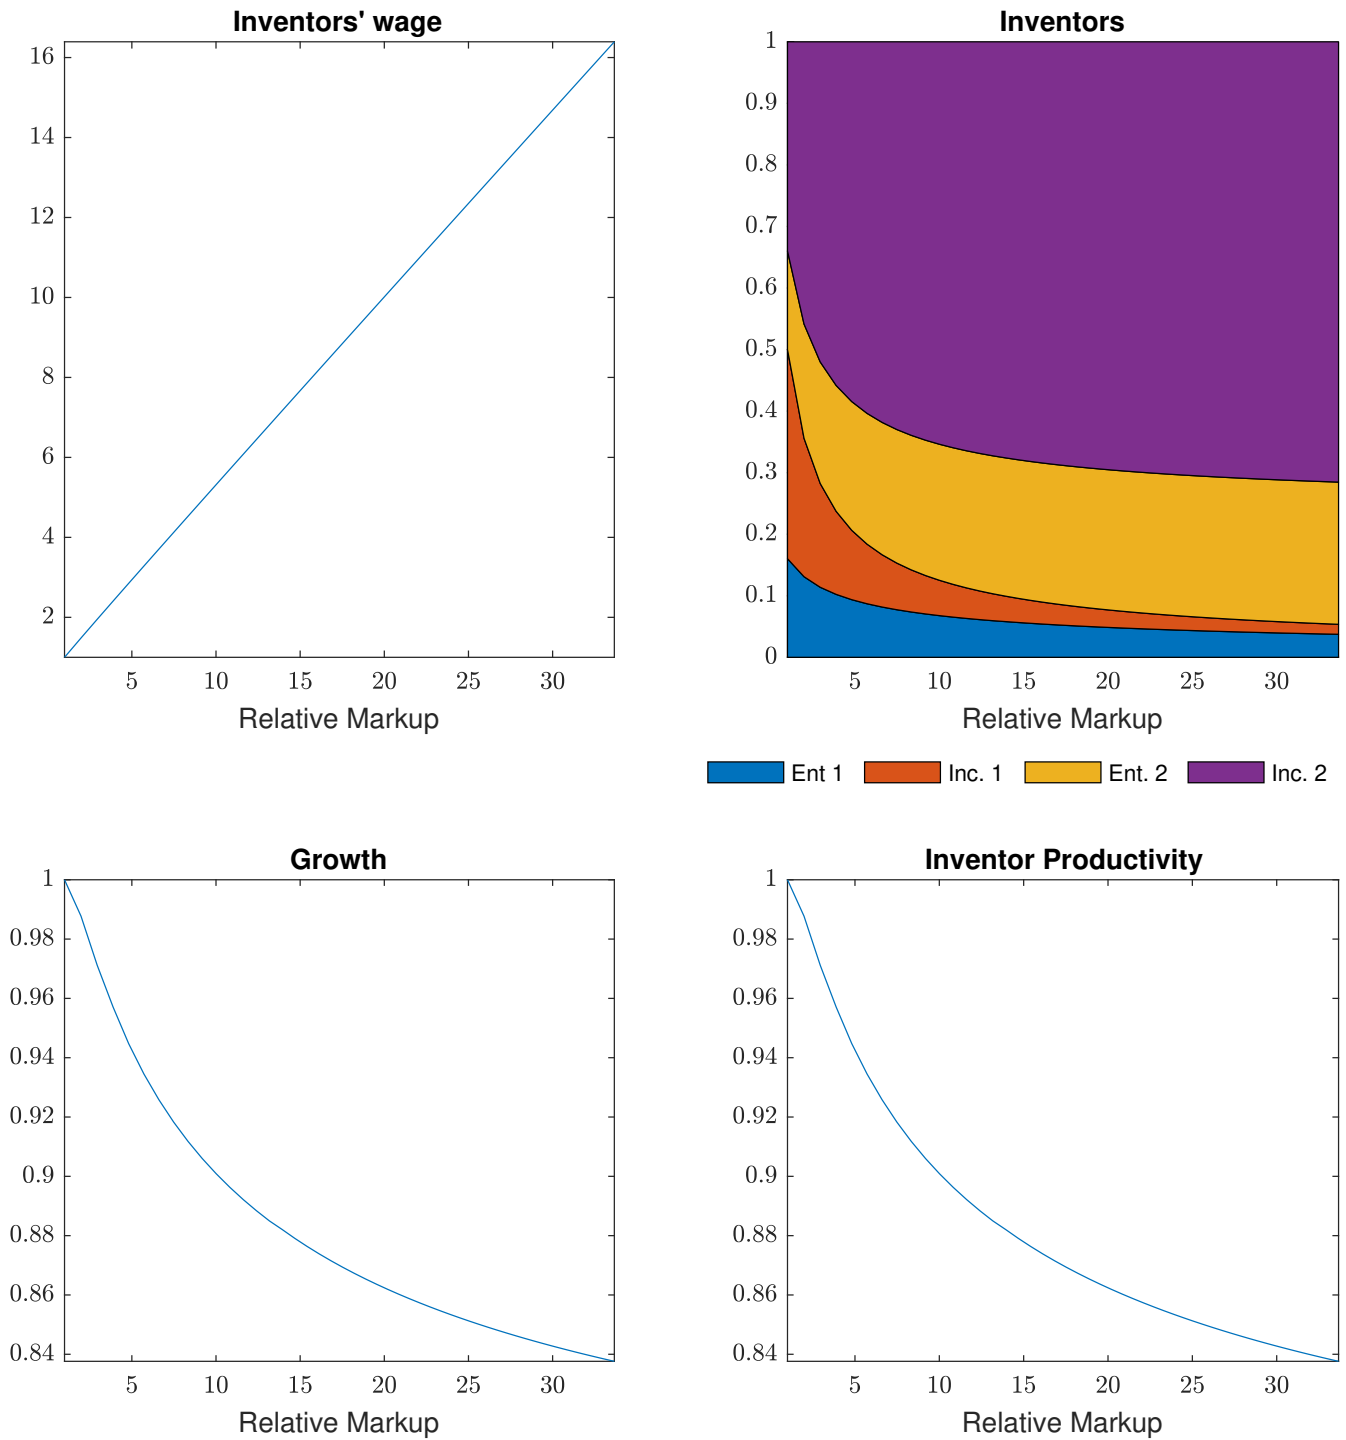 Inventors' wage
16
14
12
10
8
6
4
2
5 10 15 20 25 30
Relative Markup
Inventors
1
0.9
0.8
0.7
0.6
0.5
0.4
0.3
0.2
0.1
0
5 10 15 20 25 30
Relative Markup
Ent 1 Inc. 1 Ent. 2 Inc. 2
Growth
1
0.98
0.96
0.94
0.92
0.9
0.88
0.86
0.84
5 10 15 20 25 30
Relative Markup
Inventor Productivity
1
0.98
0.96
0.94
0.92
0.9
0.88
0.86
0.84
5 10 15 20 25 30
Relative Markup